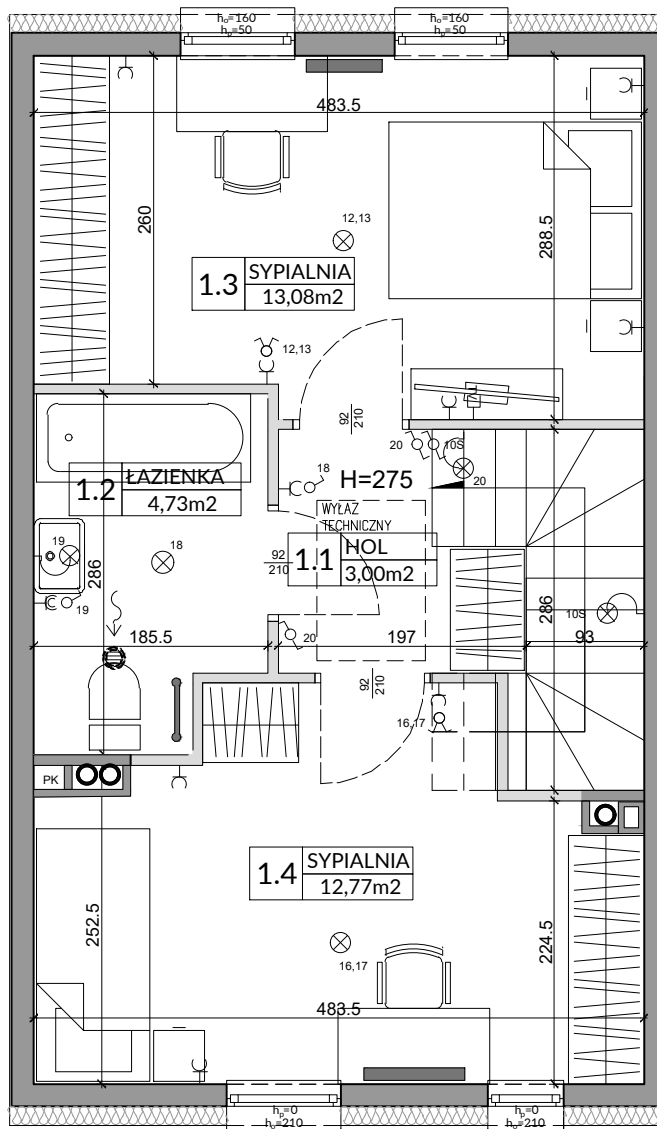 hₒ=160
hₚ=50
hₒ=160
hₚ=50
483.5
260
288.5
12,13
1.3
SYPIALNIA
13,08m2
12,13
92
210
20
10S
20
18
H=275
WYŁAZ
TECHNICZNY
1.2
ŁAZIENKA
4,73m2
1.1
HOL
3,00m2
92
210
19
18
19
286
286
10S
185.5
20
197
93
92
210
16,17
PK
1.4
SYPIALNIA
12,77m2
252.5
224.5
16,17
483.5
hₚ=0
hₒ=210
hₚ=0
hₒ=210